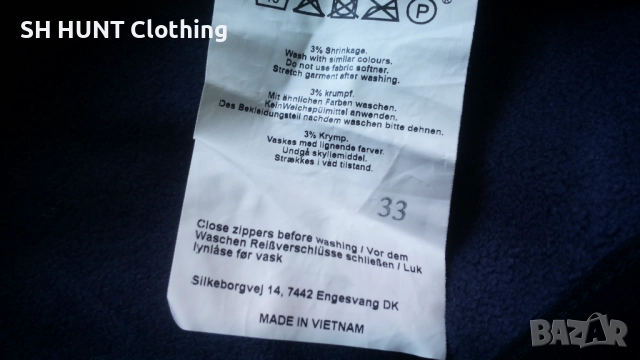 SH HUNT Clothing
P
®
3% Shrinkage.
Wash with similar colours.
Do not use fabric softner.
Stretch garment after washing.
3% krumpf.
Mit ähnlichen Farben waschen.
KeinWeichspülmittel anwenden.
Des Bekleidungsteil nachdem waschen bitte dehnen.
3% Krymp.
Vaskes med lignende farver.
Undgå skyllemiddel.
Strækkes i våd tilstand.
33
Close zippers before washing / Vor dem
Waschen Reißverschlüsse schließen / Luk
lynlåse før vask
Silkeborgvej 14, 7442 Engesvang DK
MADE IN VIETNAM
BAZAR